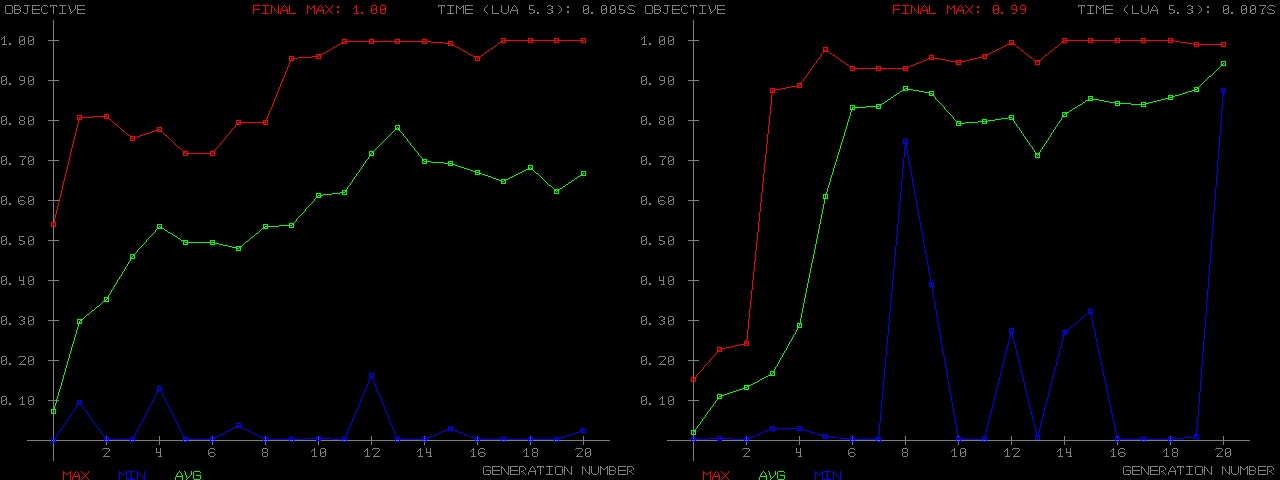 OBJECTIVE FINAL MAX: 1.00 TIME (LUA 5.3): 0.005S
1.00
0.90
0.80
0.70
0.60
0.50
0.40
0.30
0.20
0.10
2 4 6 8 10 12 14 16 18 20
GENERATION NUMBER
MAX MIN AVG
OBJECTIVE FINAL MAX: 0.99 TIME (LUA 5.3): 0.007S
1.00
0.90
0.80
0.70
0.60
0.50
0.40
0.30
0.20
0.10
2 4 6 8 10 12 14 16 18 20
GENERATION NUMBER
MAX AVG MIN